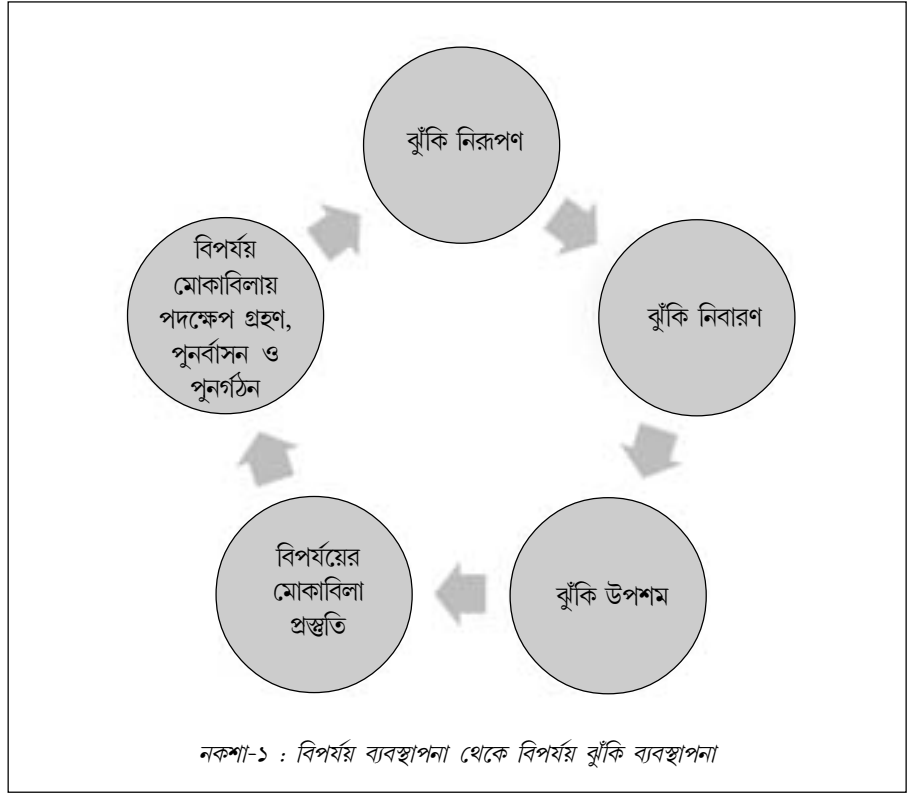 ঝুঁকি নিরূপণ
ঝুঁকি নিবারণ
ঝুঁকি উপশম
বিপর্যয়ের
মোকাবিলা
প্রস্তুতি
বিপর্যয়
মোকাবিলায়
পদক্ষেপ গ্রহণ,
পুনর্বাসন ও
পুনর্গঠন
নকশা-১ : বিপর্যয় ব্যবস্থাপনা থেকে বিপর্যয় ঝুঁকি ব্যবস্থাপনা